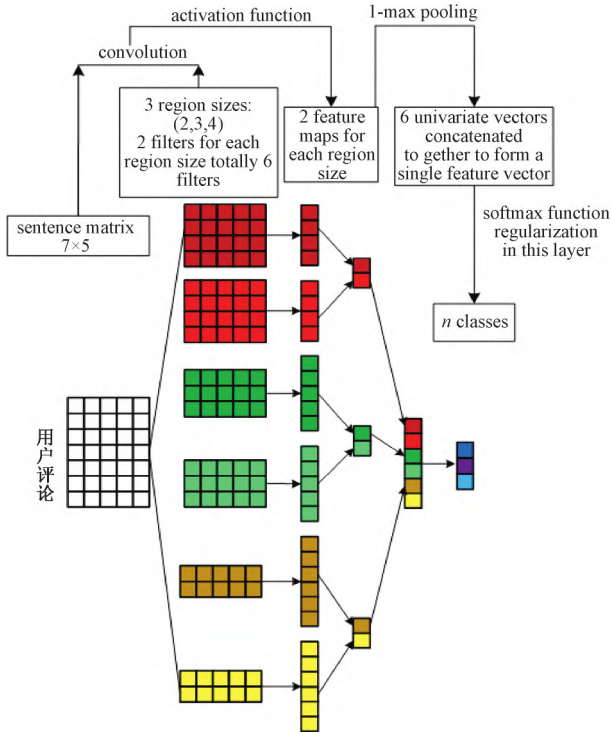 activation function
1-max pooling
convolution
3 region sizes:
(2,3,4)
2 filters for each
region size totally 6
filters
2 feature
maps for
each region
size
6 univariate vectors
concatenated
to gether to form a
single feature vector
sentence matrix
7×5
softmax function
regularization
in this layer
n classes
用户评论